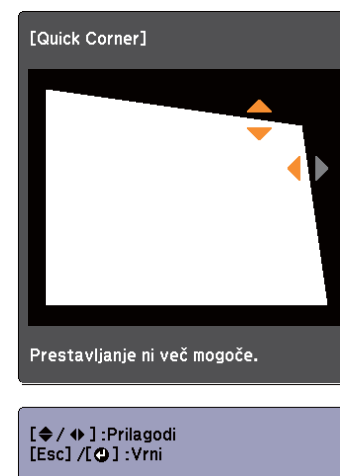 [Quick Corner]
Prestavljanje ni več mogoče.
[ / ] :Prilagodi
[Esc] /[ ] :Vrni